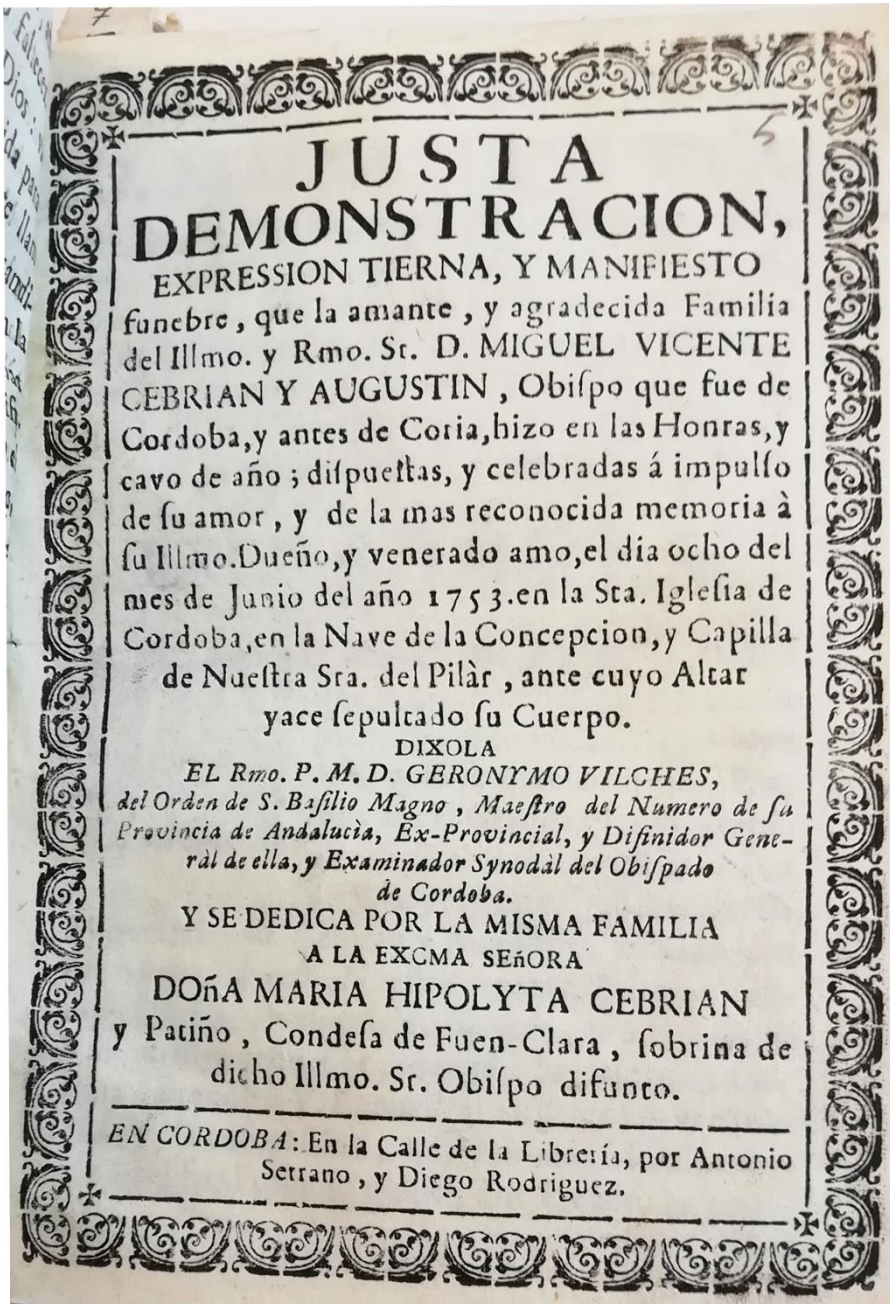 7
5
JUSTA
DEMONSTRACION,
EXPRESSION TIERNA, Y MANIFIESTO
funebre, que la amante, y agradecida Familia
del Illmo. y Rmo. Sr. D. MIGUEL VICENTE
CEBRIAN Y AUGUSTIN, Obiſpo que fue de
Cordoba, y antes de Coria, hizo en las Honras, y
cavo de año; diſpueſtas, y celebradas á impulſo
de ſu amor, y de la mas reconocida memoria à
ſu Illmo. Dueño, y venerado amo, el dia ocho del
mes de Junio del año 1753. en la Sta. Igleſia de
Cordoba, en la Nave de la Concepcion, y Capilla
de Nueſtra Sra. del Pilàr, ante cuyo Altar
yace ſepultado ſu Cuerpo.
DIXOLA
EL Rmo. P. M. D. GERONYMO VILCHES,
del Orden de S. Baſilio Magno, Maeſtro del Numero de ſu
Provincia de Andalucìa, Ex-Provincial, y Difinidor Gene-
ràl de ella, y Examinador Synodàl del Obiſpado
de Cordoba.
Y SE DEDICA POR LA MISMA FAMILIA
A LA EXCMA SEñORA
DOñA MARIA HIPOLYTA CEBRIAN
y Patiño, Condeſa de Fuen-Clara, ſobrina de
dicho Illmo. Sr. Obiſpo difunto.
EN CORDOBA: En la Calle de la Librería, por Antonio
Serrano, y Diego Rodriguez.